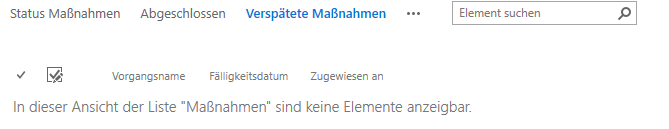 Status Maßnahmen Abgeschlossen Verspätete Maßnahmen ... Element suchen
Vorgangsname Fälligkeitsdatum Zugewiesen an
In dieser Ansicht der Liste "Maßnahmen" sind keine Elemente anzeigbar.